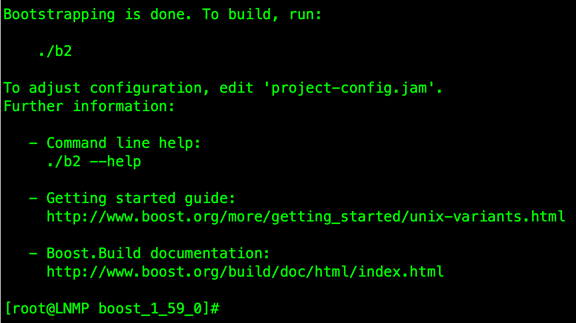 Bootstrapping is done. To build, run:
./b2
To adjust configuration, edit 'project-config.jam'.
Further information:
- Command line help:
./b2 --help
- Getting started guide:
http://www.boost.org/more/getting_started/unix-variants.html
- Boost.Build documentation:
http://www.boost.org/build/doc/html/index.html
[root@LNMP boost_1_59_0]#